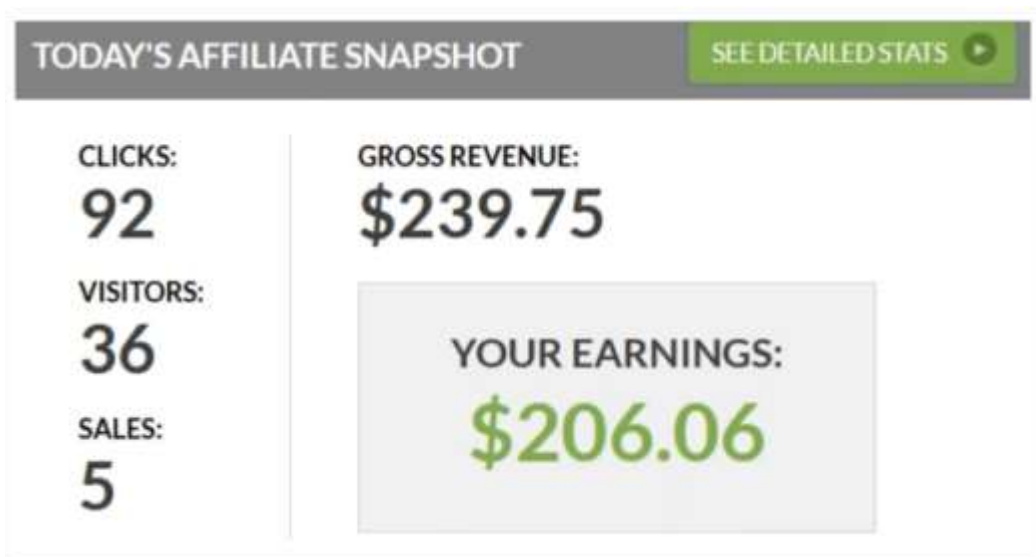 TODAY'S AFFILIATE SNAPSHOT
SEE DETAILED STATS
CLICKS:
92
VISITORS:
36
SALES:
5
GROSS REVENUE:
$239.75
YOUR EARNINGS:
$206.06